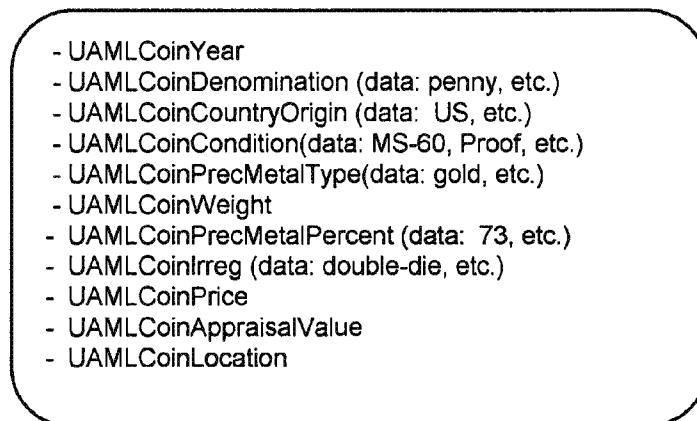 - UAMLCoinYear
- UAMLCoinDenomination (data: penny, etc.)
- UAMLCoinCountryOrigin (data: US, etc.)
- UAMLCoinCondition(data: MS-60, Proof, etc.)
- UAMLCoinPrecMetalType(data: gold, etc.)
- UAMLCoinWeight
- UAMLCoinPrecMetalPercent (data: 73, etc.)
- UAMLCoinIrreg (data: double-die, etc.)
- UAMLCoinPrice
- UAMLCoinAppraisalValue
- UAMLCoinLocation